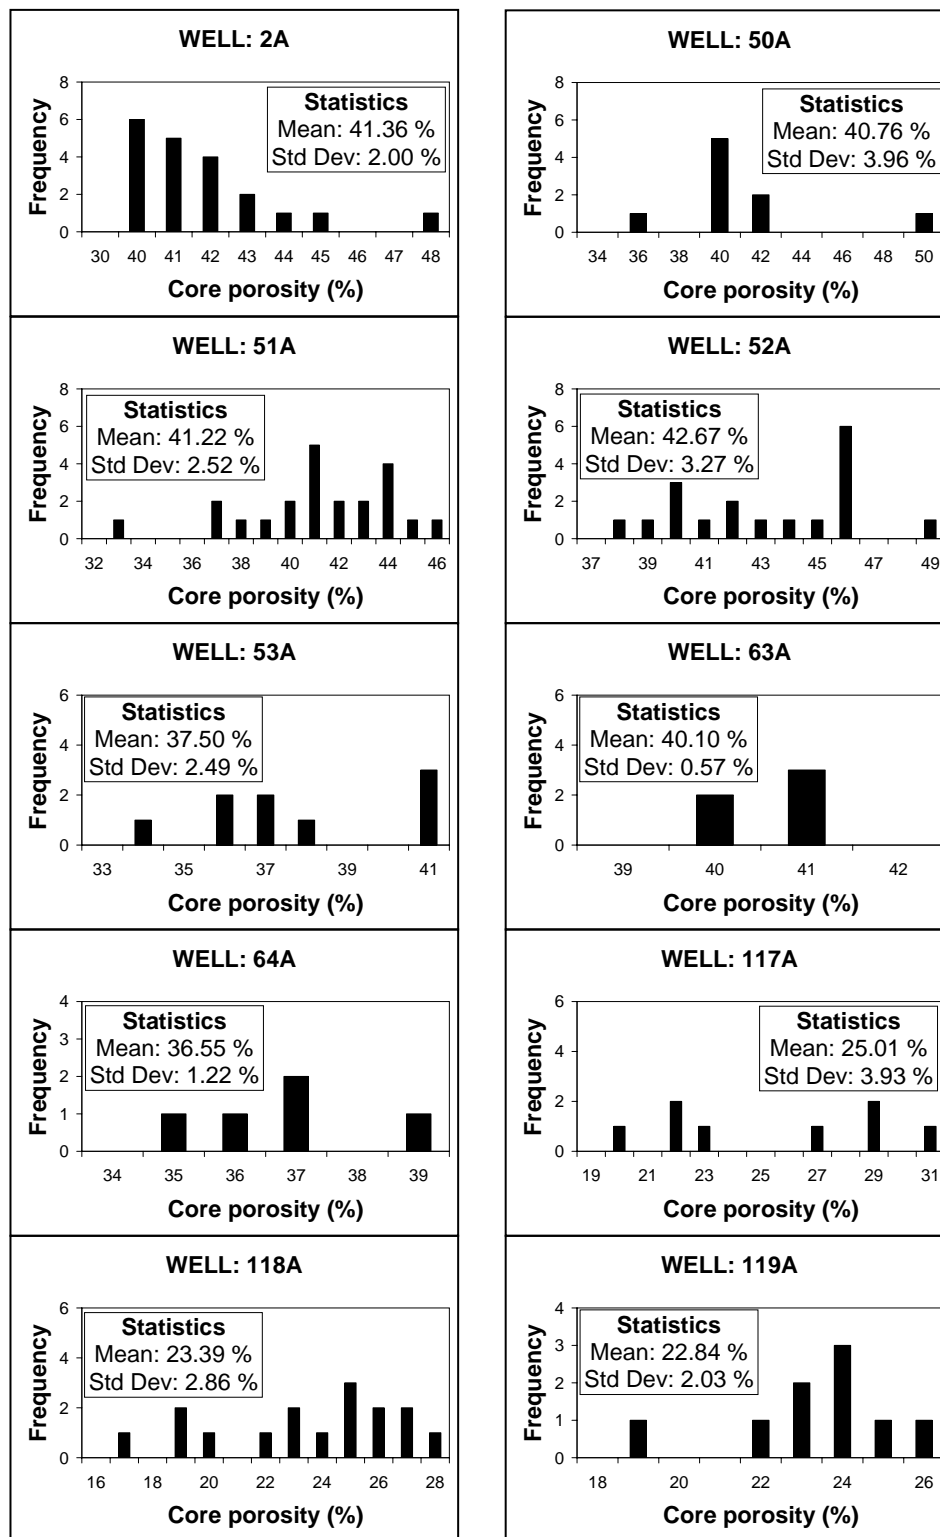 WELL: 2A
Frequency
8
6
4
2
0
Statistics
Mean: 41.36 %
Std Dev: 2.00 %
30 40 41 42 43 44 45 46 47 48
Core porosity (%)
WELL: 50A
Frequency
8
6
4
2
0
Statistics
Mean: 40.76 %
Std Dev: 3.96 %
34 36 38 40 42 44 46 48 50
Core porosity (%)
WELL: 51A
Frequency
8
6
4
2
0
Statistics
Mean: 41.22 %
Std Dev: 2.52 %
32 34 36 40 42 44 46
Core porosity (%)
WELL: 52A
Frequency
8
6
4
2
0
Statistics
Mean: 42.67 %
Std Dev: 3.27 %
37 39 41 43 45 47 49
Core porosity (%)
WELL: 53A
Frequency
6
4
2
0
Statistics
Mean: 37.50 %
Std Dev: 2.49 %
33 35 37 39 41
Core porosity (%)
WELL: 63A
Frequency
6
4
2
0
Statistics
Mean: 40.10 %
Std Dev: 0.57 %
39 40 41 42
Core porosity (%)
WELL: 64A
Frequency
4
3
2
1
0
Statistics
Mean: 36.55 %
Std Dev: 1.22 %
34 35 36 37 38 39
Core porosity (%)
WELL: 117A
Frequency
6
4
2
0
Statistics
Mean: 25.01 %
Std Dev: 3.93 %
19 21 23 25 27 29 31
Core porosity (%)
WELL: 118A
Frequency
6
4
2
0
Statistics
Mean: 23.39 %
Std Dev: 2.86 %
16 18 20 22 24 26 28
Core porosity (%)
WELL: 119A
Frequency
4
3
2
1
0
Statistics
Mean: 22.84 %
Std Dev: 2.03 %
18 20 22 24 26
Core porosity (%)